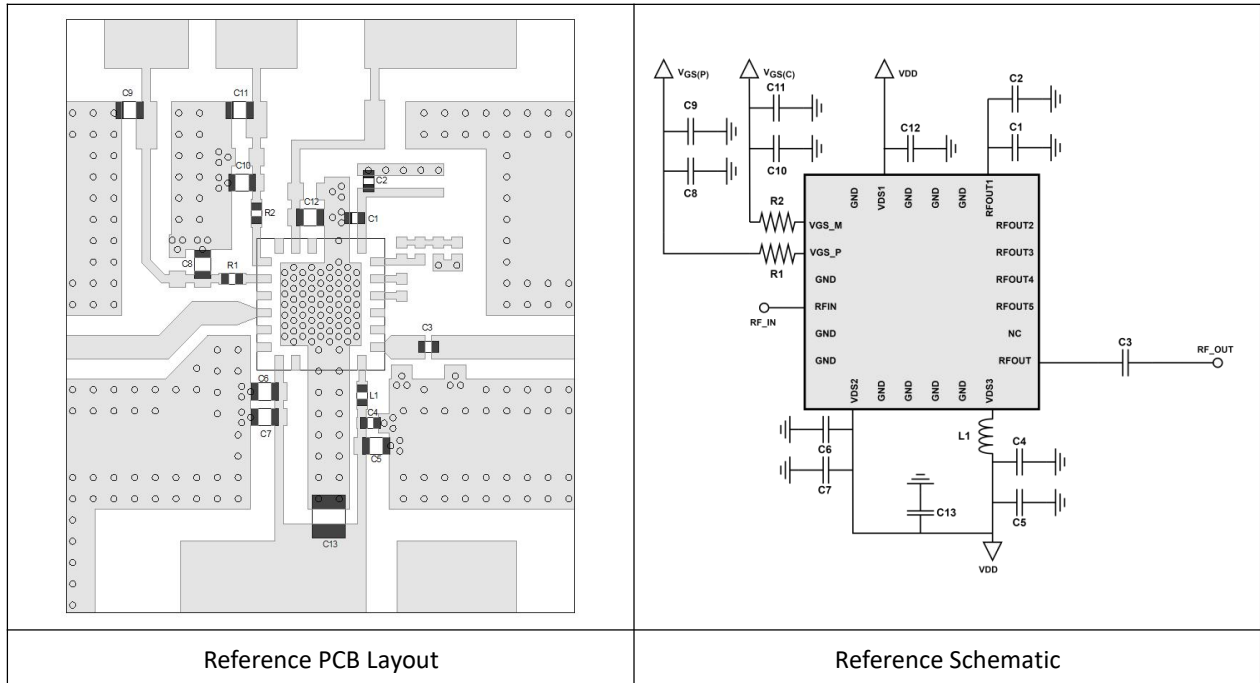 C9
C11
C10
R2
C2
C12
C1
C8
R1
C3
C6
L1
C7
C4
C5
C13
Reference PCB Layout
VGS(P)
VGS(C)
VDD
C2
C11
C9
C12
C1
C10
C8
GND
VDS1
GND
GND
GND
RFOUT1
R2
VGS_M
RFOUT2
VGS_P
RFOUT3
R1
GND
RFOUT4
RFIN
RFOUT5
RF_IN
GND
NC
C3
GND
RFOUT
RF_OUT
VDS2
GND
GND
GND
GND
VDS3
L1
C6
C4
C7
C13
C5
VDD
Reference Schematic